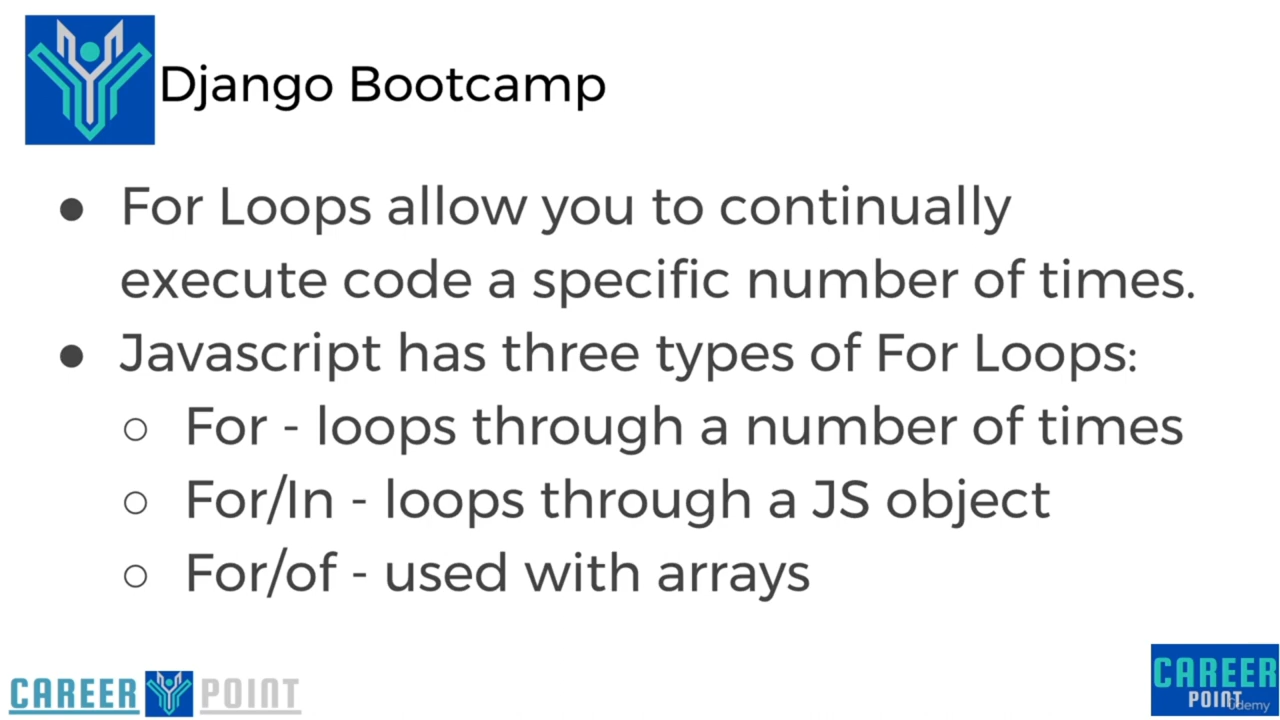 Django Bootcamp
● For Loops allow you to continually
execute code a specific number of times.
● Javascript has three types of For Loops:
○ For - loops through a number of times
○ For/In - loops through a JS object
○ For/of - used with arrays
CAREER POINT
CAREER
POINT
Udemy